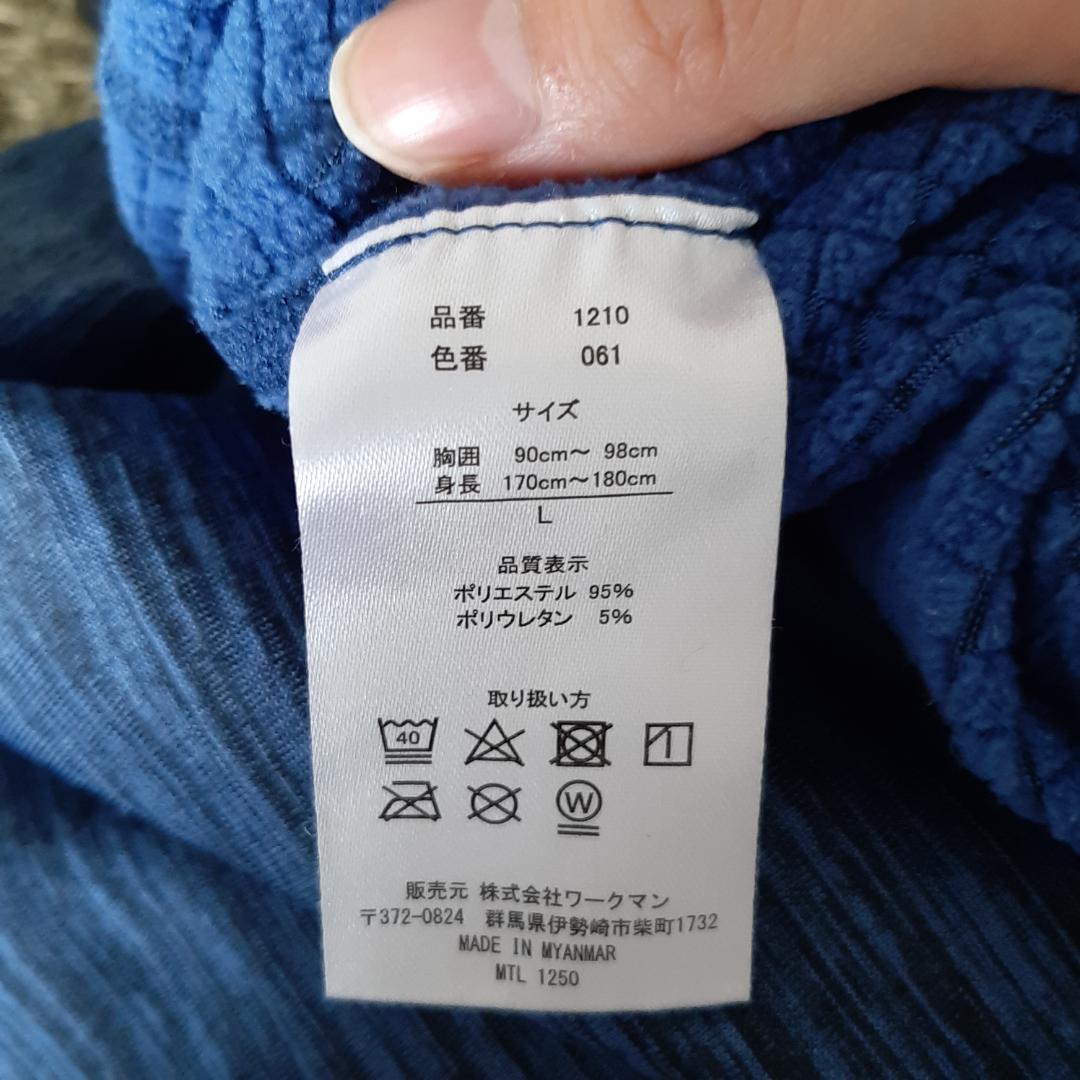 品番 1210
色番 061
サイズ
胸囲 90cm～ 98cm
身長 170cm～180cm
L
品質表示
ポリエステル 95%
ポリウレタン 5%
取り扱い方
40
W
販売元 株式会社ワークマン
〒372-0824 群馬県伊勢崎市柴町1732
MADE IN MYANMAR
MTL 1250